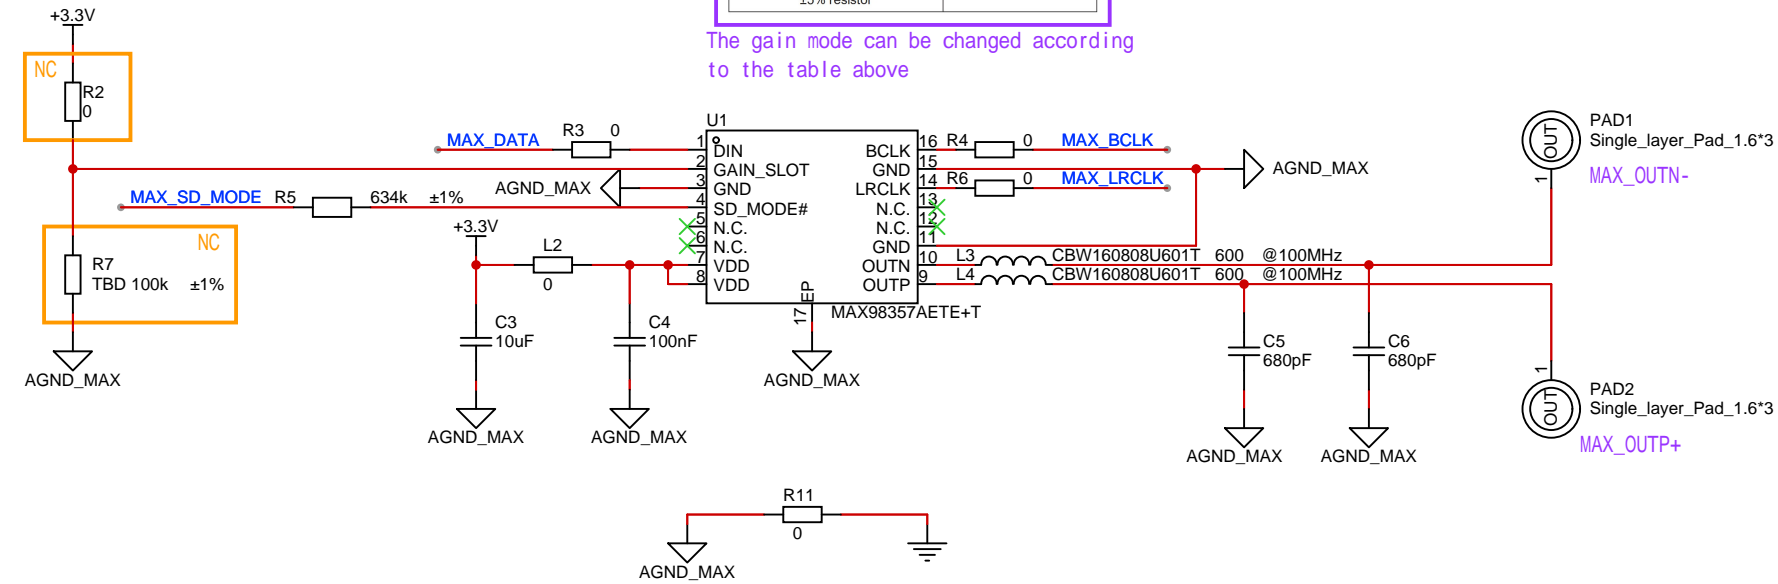 ±5% resistor
The gain mode can be changed according
to the table above
+3.3V
NC
R2
0
U1
MAX_DATA R3 0
1 DIN
2 GAIN_SLOT
AGND_MAX 3 GND
MAX_SD_MODE R5 634k ±1%
4 SD_MODE#
5 N.C.
6 N.C.
7 VDD
8 VDD
BCLK 16 R4 0 MAX_BCLK
GND 15 AGND_MAX
LRCLK 14 R6 0 MAX_LRCLK
N.C. 13
N.C. 12
GND 11
OUTN 10 L3 CBW160808U601T 600 @100MHz
OUTP 9 L4 CBW160808U601T 600 @100MHz
EP
17
MAX98357AETE+T
AGND_MAX
NC
R7
TBD 100k ±1%
AGND_MAX
+3.3V
L2
0
C3
10uF
AGND_MAX
C4
100nF
AGND_MAX
C5
680pF
AGND_MAX
C6
680pF
AGND_MAX
PAD1
Single_layer_Pad_1.6*3
MAX_OUTN-
OUT
1
PAD2
Single_layer_Pad_1.6*3
MAX_OUTP+
OUT
1
R11
0
AGND_MAX